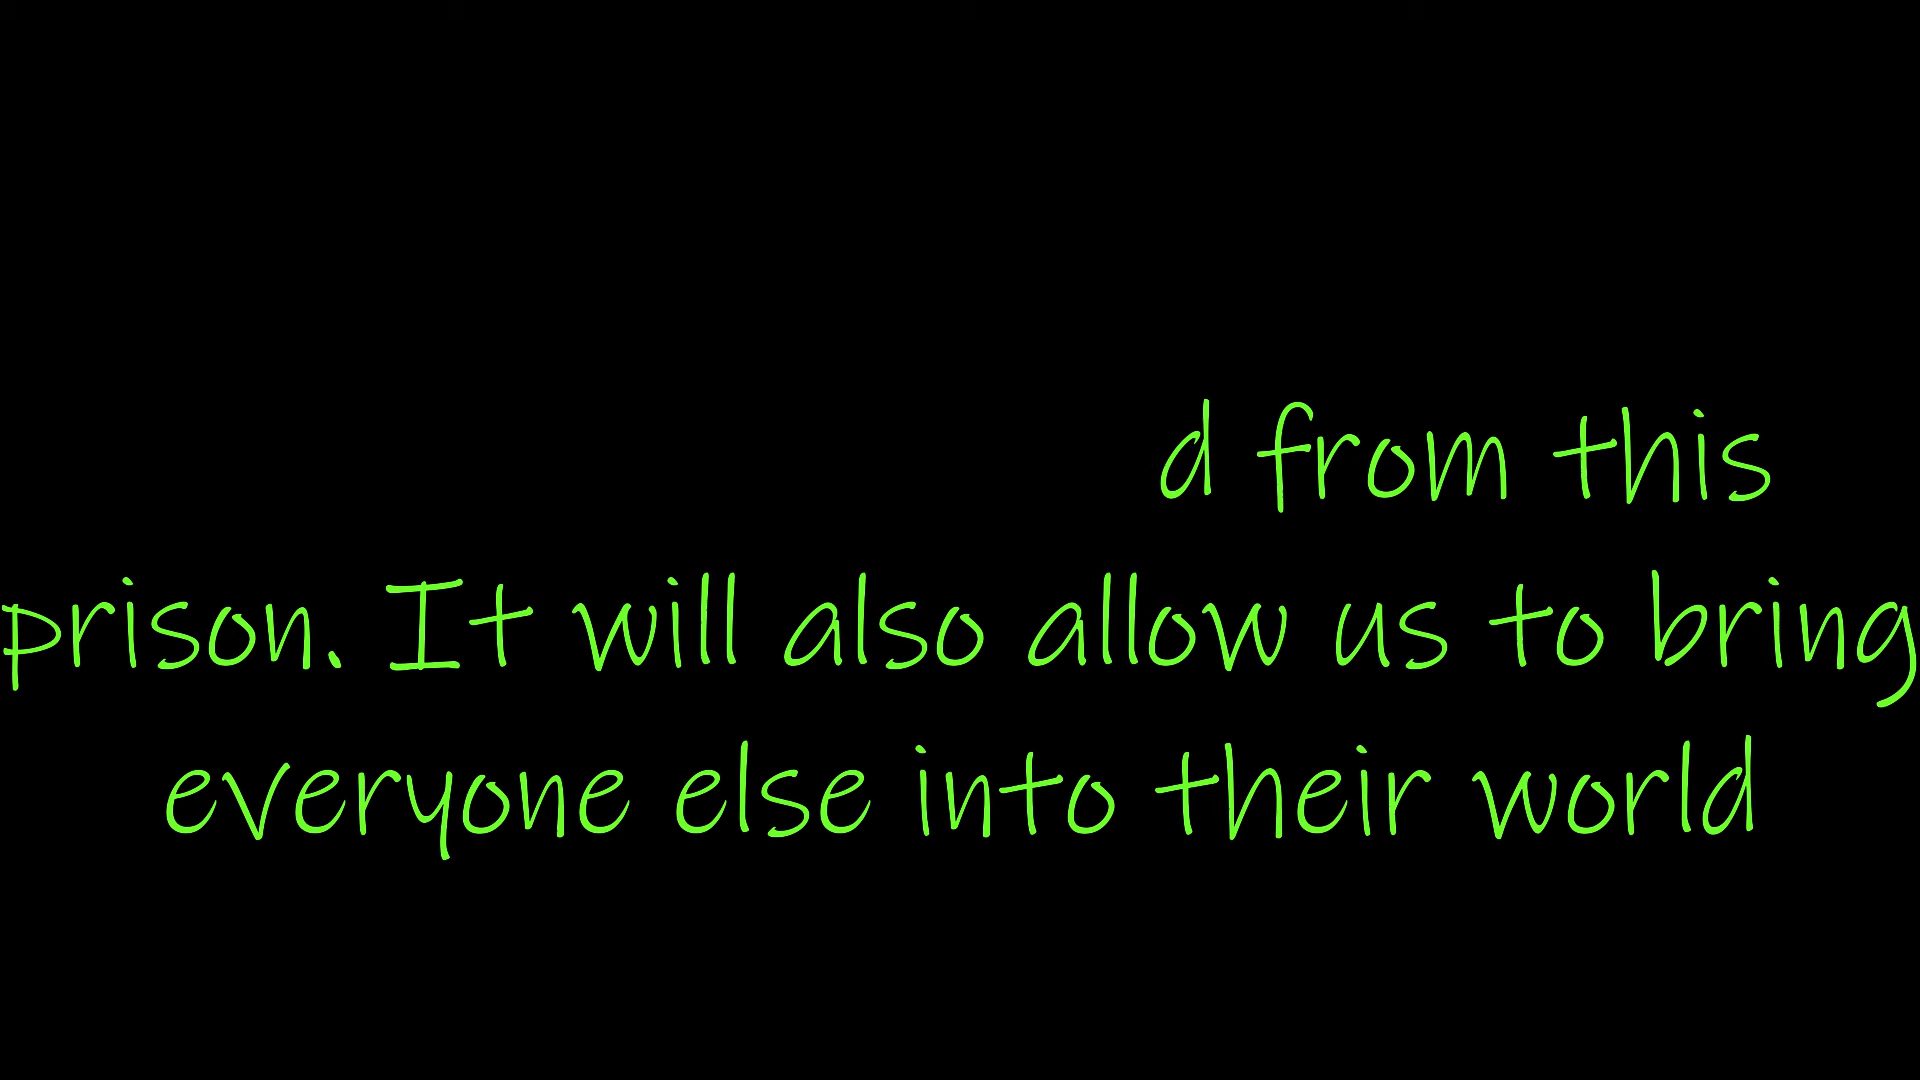 d from this
prison. It will also allow us to bring
everyone else into their world